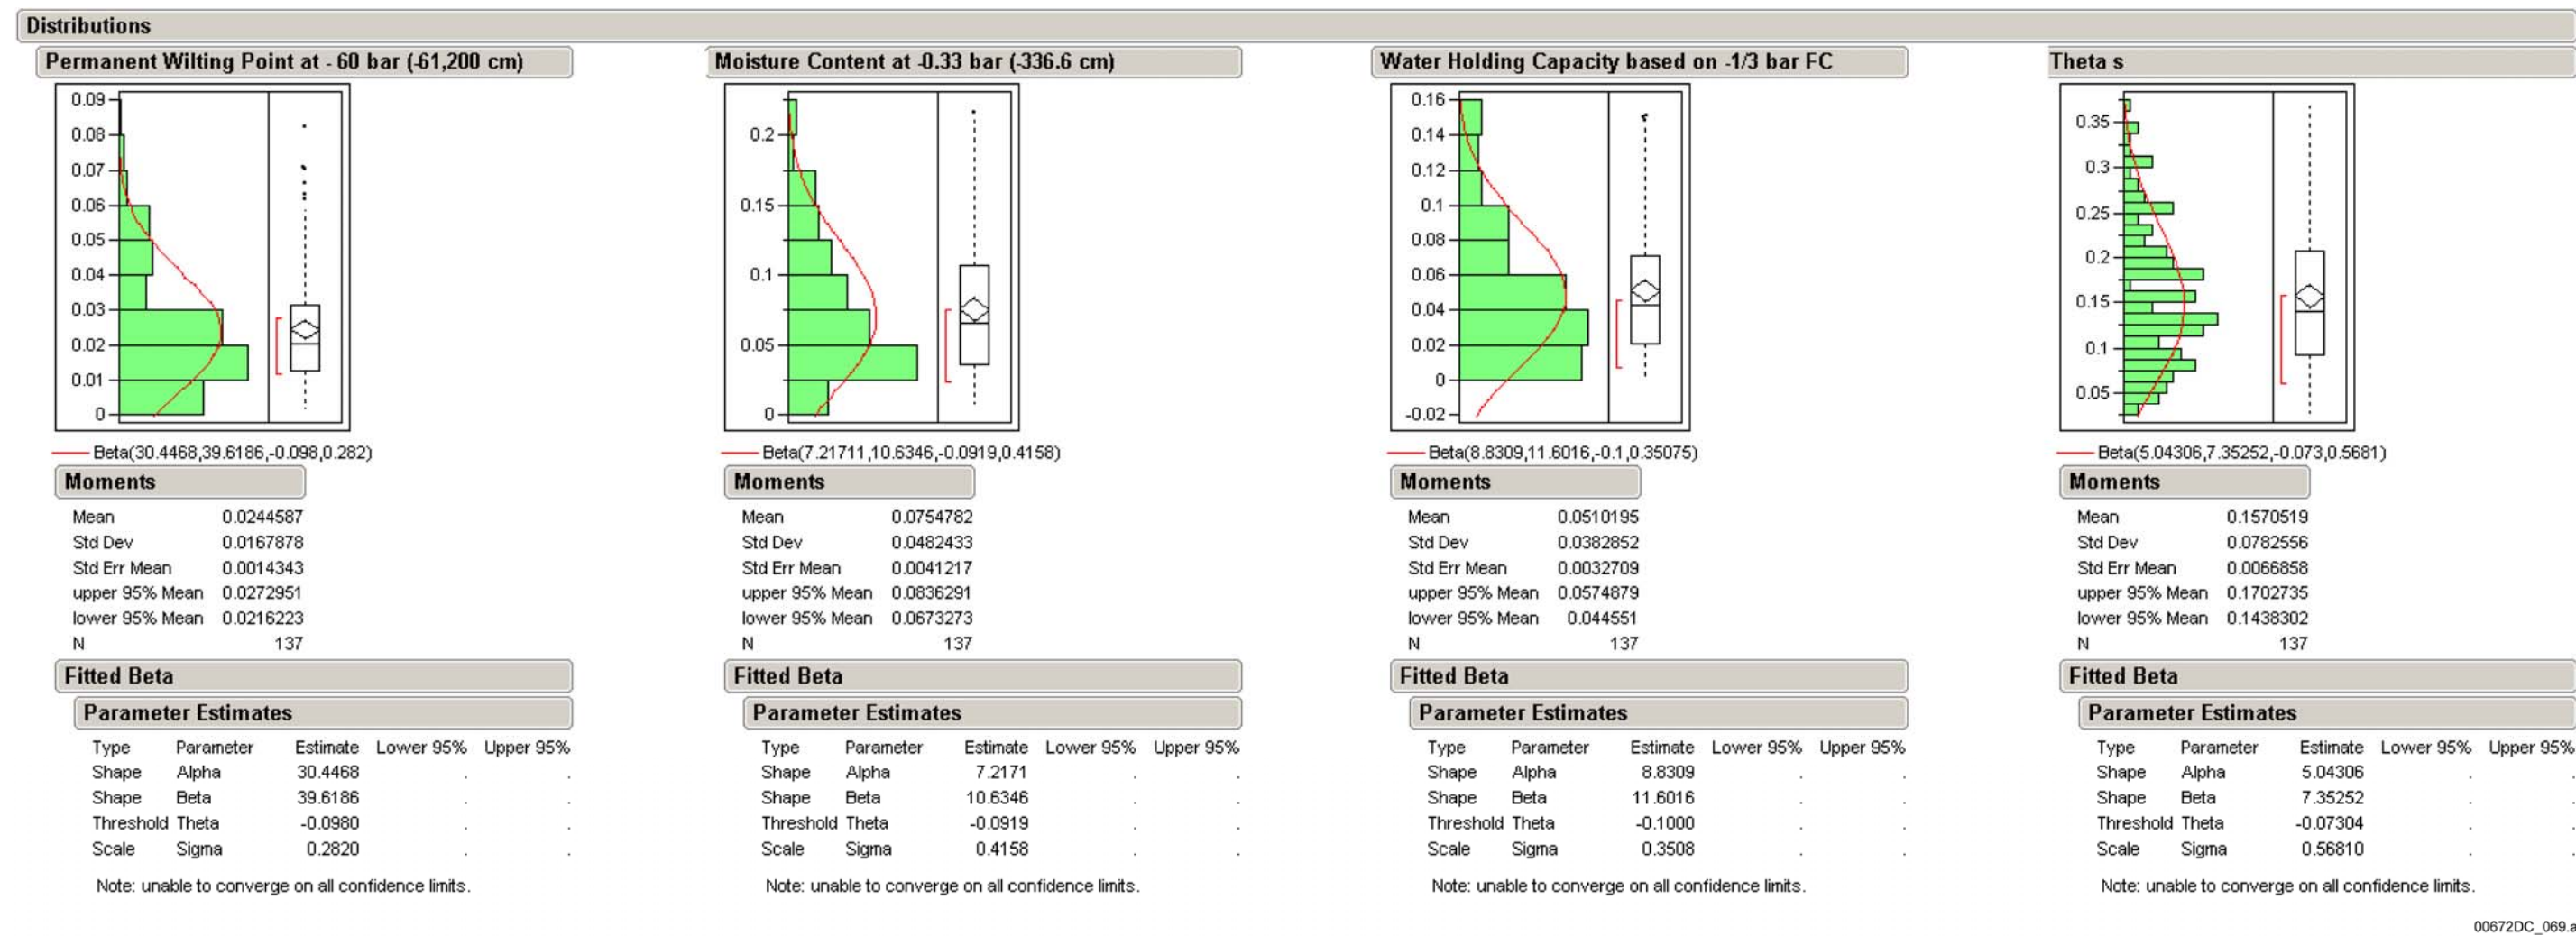 Distributions
Permanent Wilting Point at - 60 bar (-61,200 cm)
0.09
0.08
0.07
0.06
0.05
0.04
0.03
0.02
0.01
0
Beta(30.4468,39.6186,-0.098,0.282)
Moments
Mean 0.0244587
Std Dev 0.0167878
Std Err Mean 0.0014343
upper 95% Mean 0.0272951
lower 95% Mean 0.0216223
N 137
Fitted Beta
Parameter Estimates
Type Parameter Estimate Lower 95% Upper 95%
Shape Alpha 30.4468 . .
Shape Beta 39.6186 . .
Threshold Theta -0.0980 . .
Scale Sigma 0.2820 . .
Note: unable to converge on all confidence limits.
Moisture Content at -0.33 bar (-336.6 cm)
0.2
0.15
0.1
0.05
0
Beta(7.21711,10.6346,-0.0919,0.4158)
Moments
Mean 0.0754782
Std Dev 0.0482433
Std Err Mean 0.0041217
upper 95% Mean 0.0836291
lower 95% Mean 0.0673273
N 137
Fitted Beta
Parameter Estimates
Type Parameter Estimate Lower 95% Upper 95%
Shape Alpha 7.2171 . .
Shape Beta 10.6346 . .
Threshold Theta -0.0919 . .
Scale Sigma 0.4158 . .
Note: unable to converge on all confidence limits.
Water Holding Capacity based on -1/3 bar FC
0.16
0.14
0.12
0.1
0.08
0.06
0.04
0.02
0
-0.02
Beta(8.8309,11.6016,-0.1,0.35075)
Moments
Mean 0.0510195
Std Dev 0.0382852
Std Err Mean 0.0032709
upper 95% Mean 0.0574879
lower 95% Mean 0.044551
N 137
Fitted Beta
Parameter Estimates
Type Parameter Estimate Lower 95% Upper 95%
Shape Alpha 8.8309 . .
Shape Beta 11.6016 . .
Threshold Theta -0.1000 . .
Scale Sigma 0.3508 . .
Note: unable to converge on all confidence limits.
Theta s
0.35
0.3
0.25
0.2
0.15
0.1
0.05
Beta(5.04306,7.35252,-0.073,0.5681)
Moments
Mean 0.1570519
Std Dev 0.0782556
Std Err Mean 0.0066858
upper 95% Mean 0.1702735
lower 95% Mean 0.1438302
N 137
Fitted Beta
Parameter Estimates
Type Parameter Estimate Lower 95% Upper 95%
Shape Alpha 5.04306 . .
Shape Beta 7.35252 . .
Threshold Theta -0.07304 . .
Scale Sigma 0.56810 . .
Note: unable to converge on all confidence limits.
00672DC_069.a